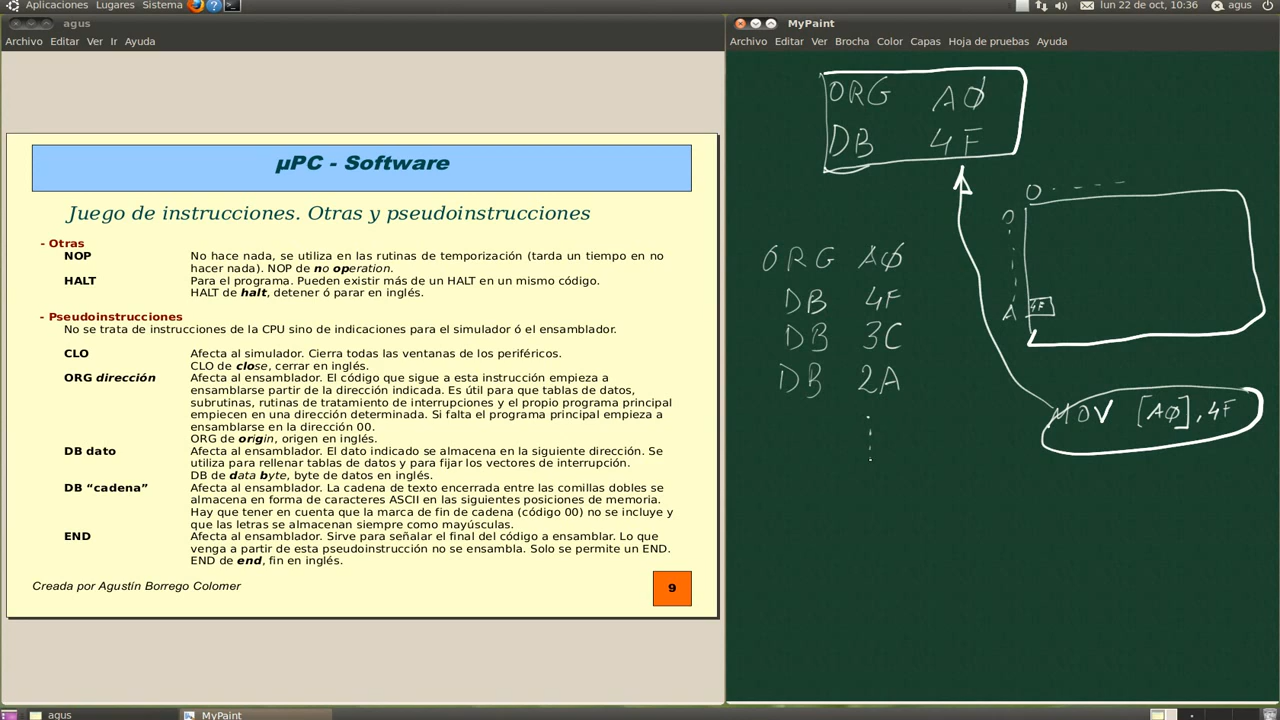 Aplicaciones Lugares Sistema
lun 22 de oct, 10:36 agus
agus
Archivo Editar Ver Ir Ayuda
µPC - Software
Juego de instrucciones. Otras y pseudoinstrucciones
- Otras
NOP No hace nada, se utiliza en las rutinas de temporización (tarda un tiempo en no
hacer nada). NOP de no operation.
HALT Para el programa. Pueden existir más de un HALT en un mismo código.
HALT de halt, detener ó parar en inglés.
- Pseudoinstrucciones
No se trata de instrucciones de la CPU sino de indicaciones para el simulador ó el ensamblador.
CLO Afecta al simulador. Cierra todas las ventanas de los periféricos.
CLO de close, cerrar en inglés.
ORG dirección Afecta al ensamblador. El código que sigue a esta instrucción empieza a
ensamblarse partir de la dirección indicada. Es útil para que tablas de datos,
subrutinas, rutinas de tratamiento de interrupciones y el propio programa principal
empiecen en una dirección determinada. Si falta el programa principal empieza a
ensamblarse en la dirección 00.
ORG de origin, origen en inglés.
DB dato Afecta al ensamblador. El dato indicado se almacena en la siguiente dirección. Se
utiliza para rellenar tablas de datos y para fijar los vectores de interrupción.
DB de data byte, byte de datos en inglés.
DB “cadena” Afecta al ensamblador. La cadena de texto encerrada entre las comillas dobles se
almacena en forma de caracteres ASCII en las siguientes posiciones de memoria.
Hay que tener en cuenta que la marca de fin de cadena (código 00) no se incluye y
que las letras se almacenan siempre como mayúsculas.
END Afecta al ensamblador. Sirve para señalar el final del código a ensamblar. Lo que
venga a partir de esta pseudoinstrucción no se ensambla. Solo se permite un END.
END de end, fin en inglés.
Creada por Agustín Borrego Colomer
9
MyPaint
Archivo Editar Ver Brocha Color Capas Hoja de pruebas Ayuda
ORG AØ
DB 4F
0 - - - -
0
A 4F
ORG AØ
DB 4F
DB 3C
DB 2A
MOV [AØ],4F
agus MyPaint